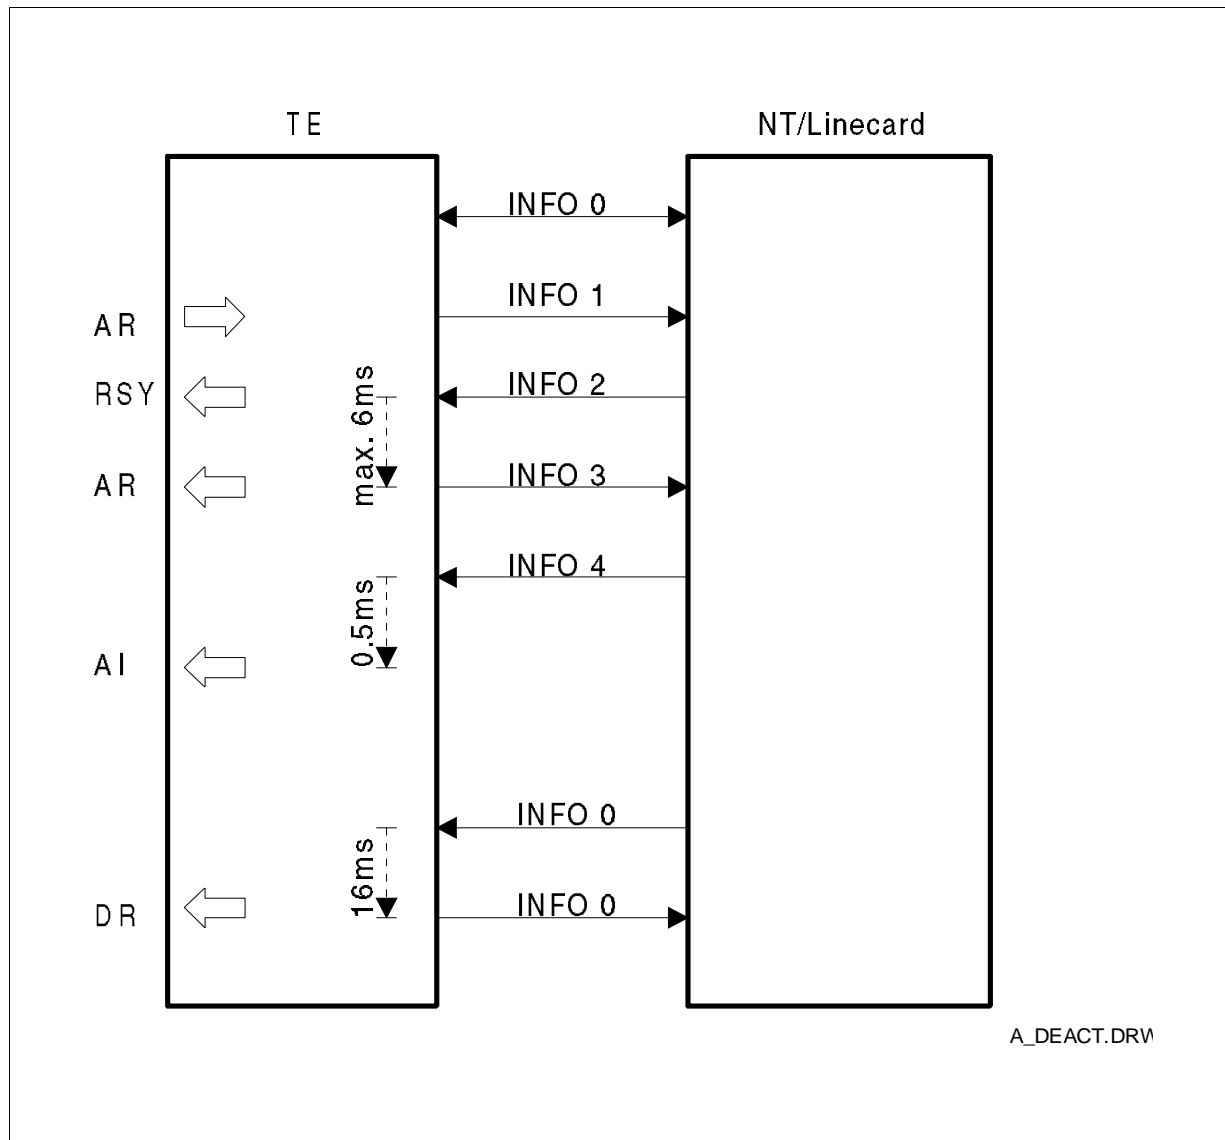 TE
NT/Linecard
INFO 0
AR
INFO 1
RSY
INFO 2
max. 6ms
AR
INFO 3
INFO 4
0.5ms
AI
INFO 0
16ms
DR
INFO 0
A_DEACT.DRW